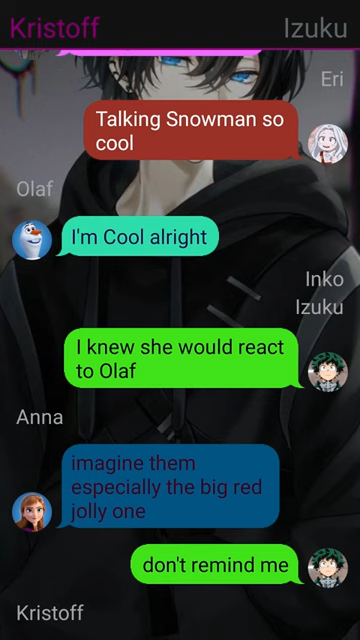 Kristoff
Izuku
Eri
Talking Snowman so
cool
Olaf
I'm Cool alright
Inko
Izuku
I knew she would react
to Olaf
Anna
imagine them
especially the big red
jolly one
don't remind me
Kristoff